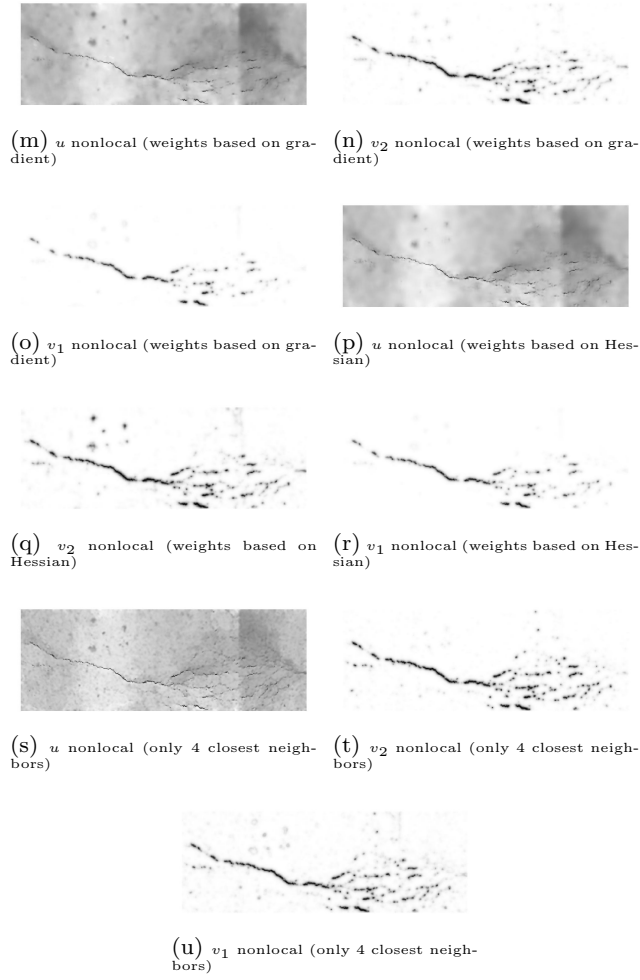 (m) u nonlocal (weights based on gra-
dient)
(n) v2 nonlocal (weights based on gra-
dient)
(o) v1 nonlocal (weights based on gra-
dient)
(p) u nonlocal (weights based on Hes-
sian)
(q) v2 nonlocal (weights based on
Hessian)
(r) v1 nonlocal (weights based on Hes-
sian)
(s) u nonlocal (only 4 closest neigh-
bors)
(t) v2 nonlocal (only 4 closest neigh-
bors)
(u) v1 nonlocal (only 4 closest neigh-
bors)